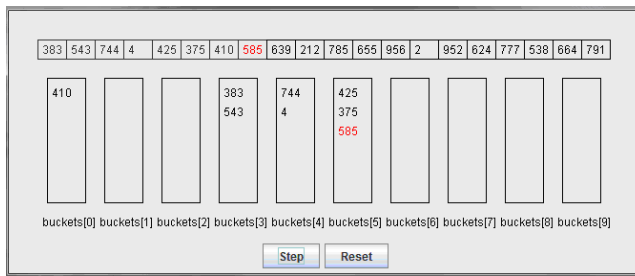 383 543 744 4 425 375 410 585 639 212 785 655 956 2 952 624 777 538 664 791
410 383 744 425
543 4 375
585
buckets[0] buckets[1] buckets[2] buckets[3] buckets[4] buckets[5] buckets[6] buckets[7] buckets[8] buckets[9]
Step Reset